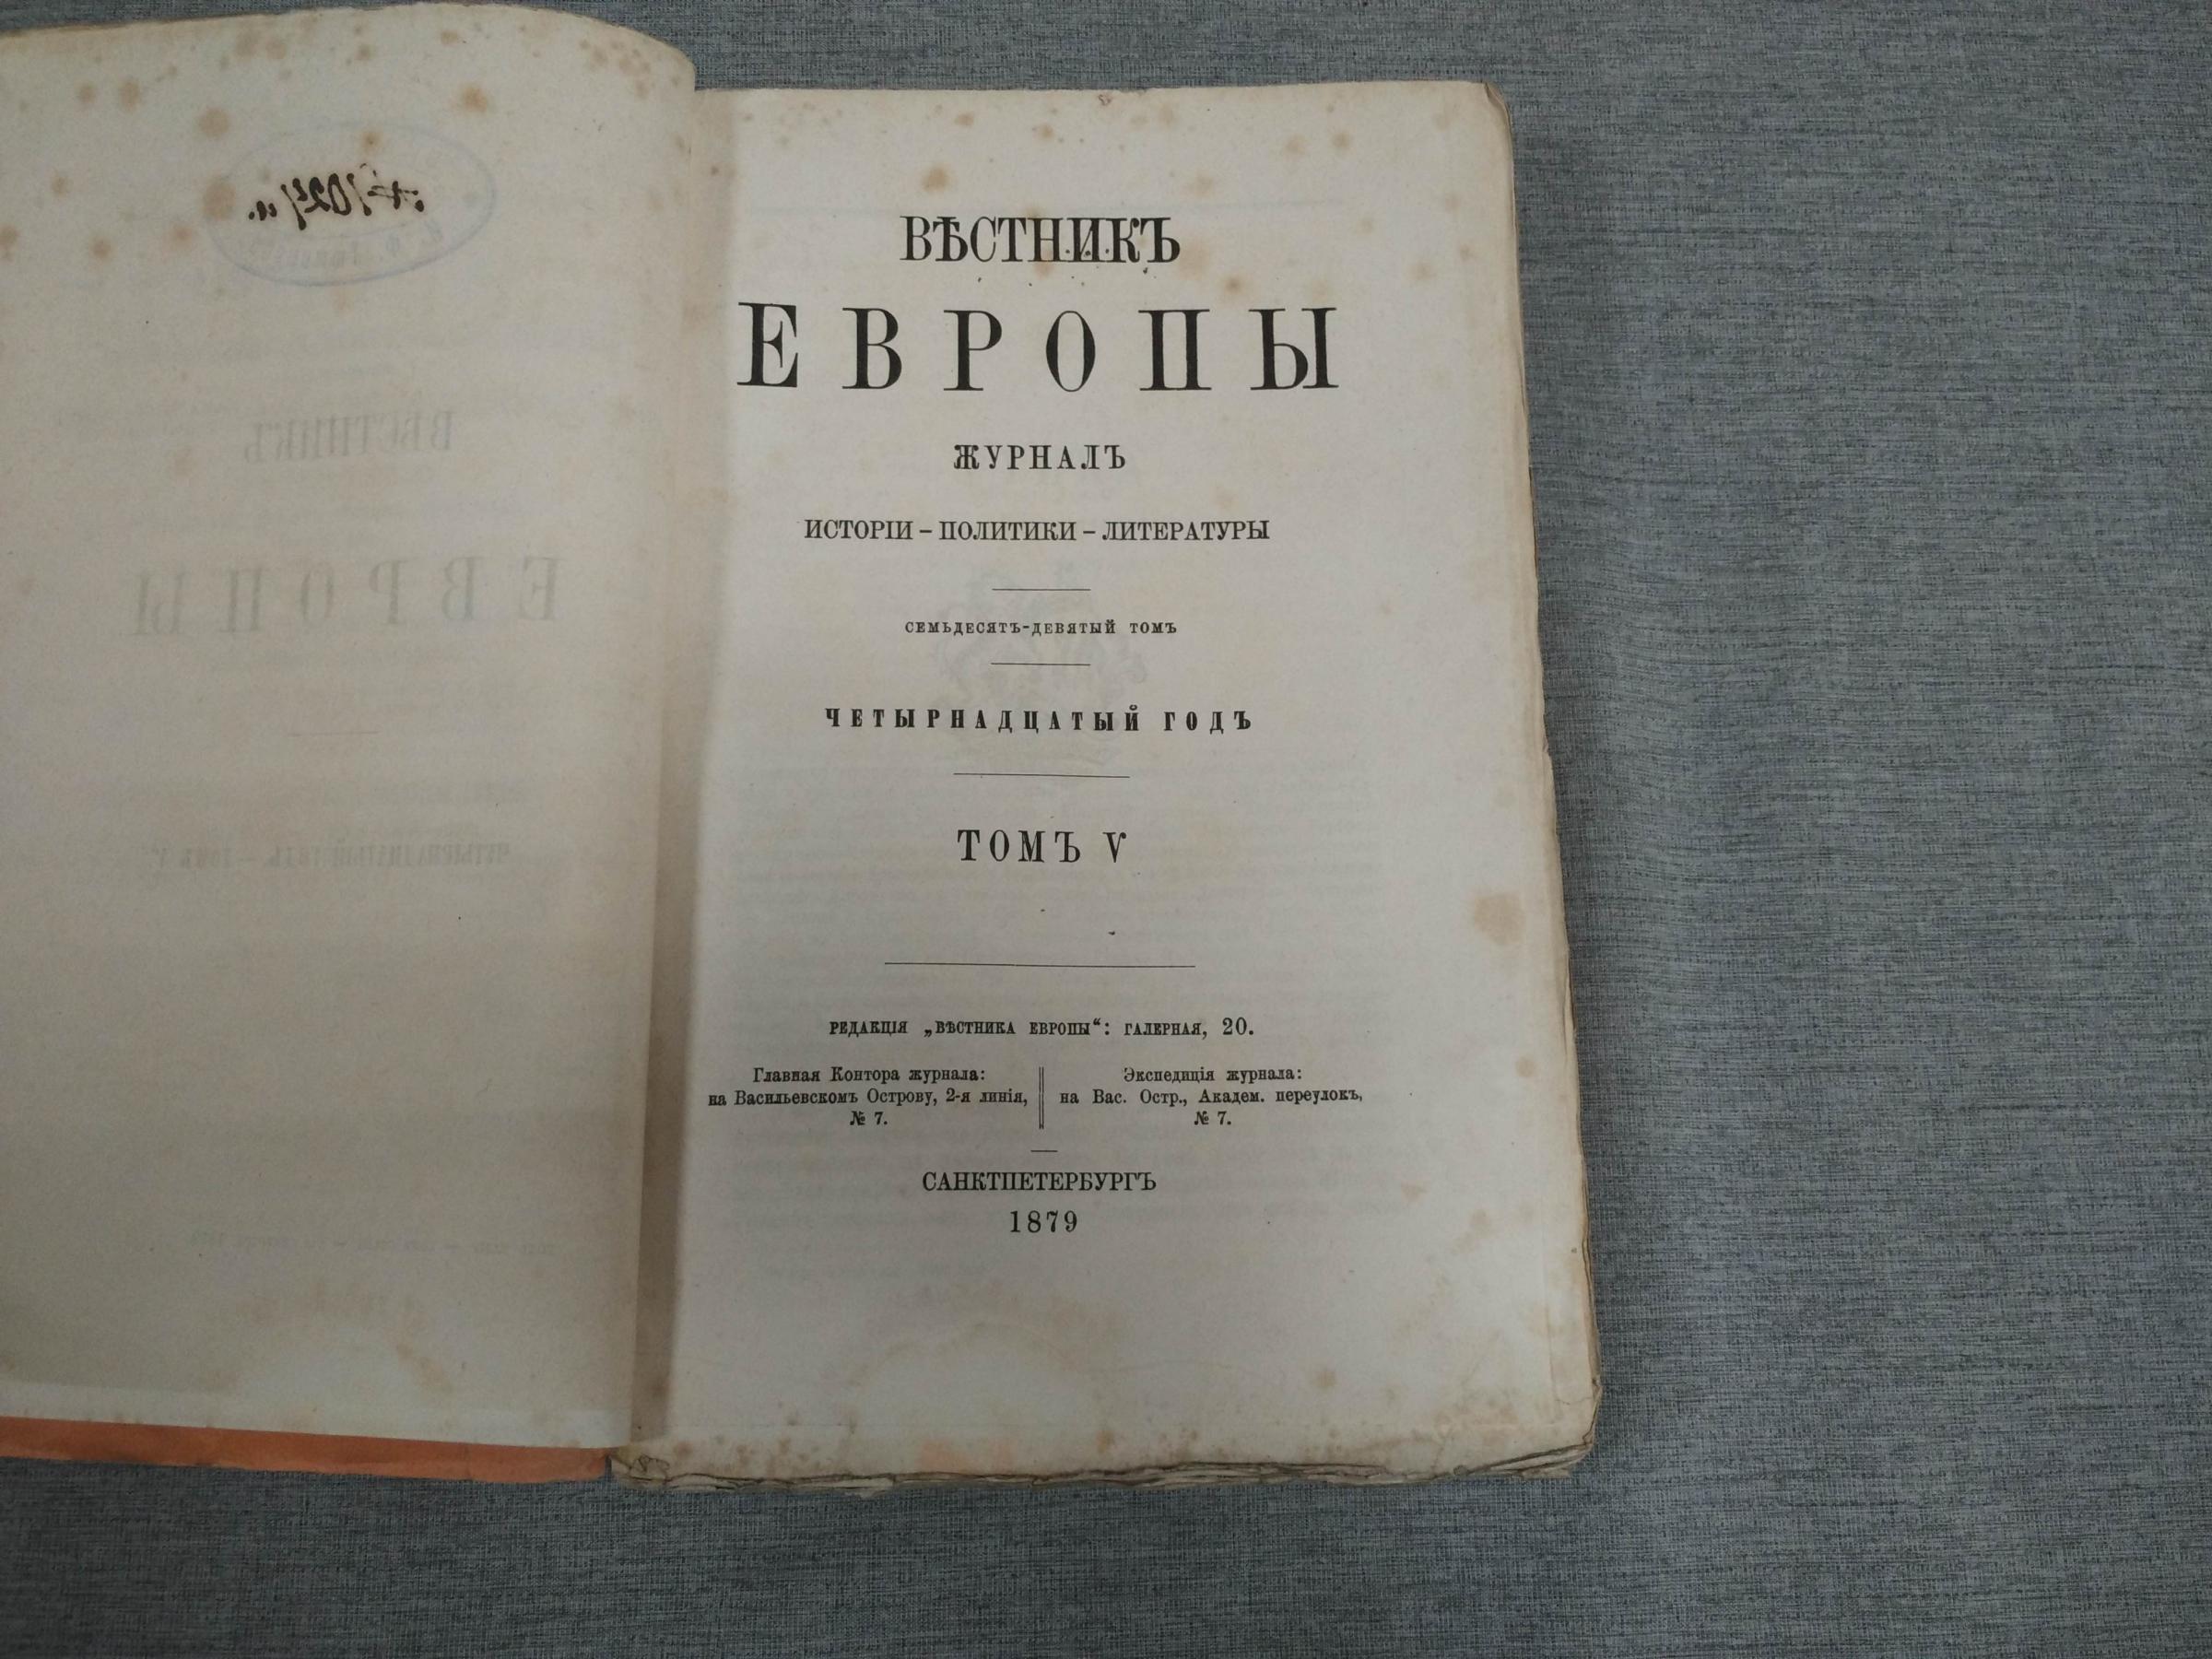 ВѢСТНИКЪ
ЕВРОПЫ
ЖУРНАЛЪ
ИСТОРІИ – ПОЛИТИКИ – ЛИТЕРАТУРЫ
СЕМЬДЕСЯТЪ-ДЕВЯТЫЙ ТОМЪ
ЧЕТЫРНАДЦАТЫЙ ГОДЪ
ТОМЪ V
РЕДАКЦІЯ „ВѢСТНИКА ЕВРОПЫ“: ГАЛЕРНАЯ, 20.
Главная Контора журнала:
на Васильевскомъ Острову, 2-я линія,
№ 7.
Экспедиція журнала:
на Вас. Остр., Академ. переулокъ,
№ 7.
САНКТПЕТЕРБУРГЪ
1879